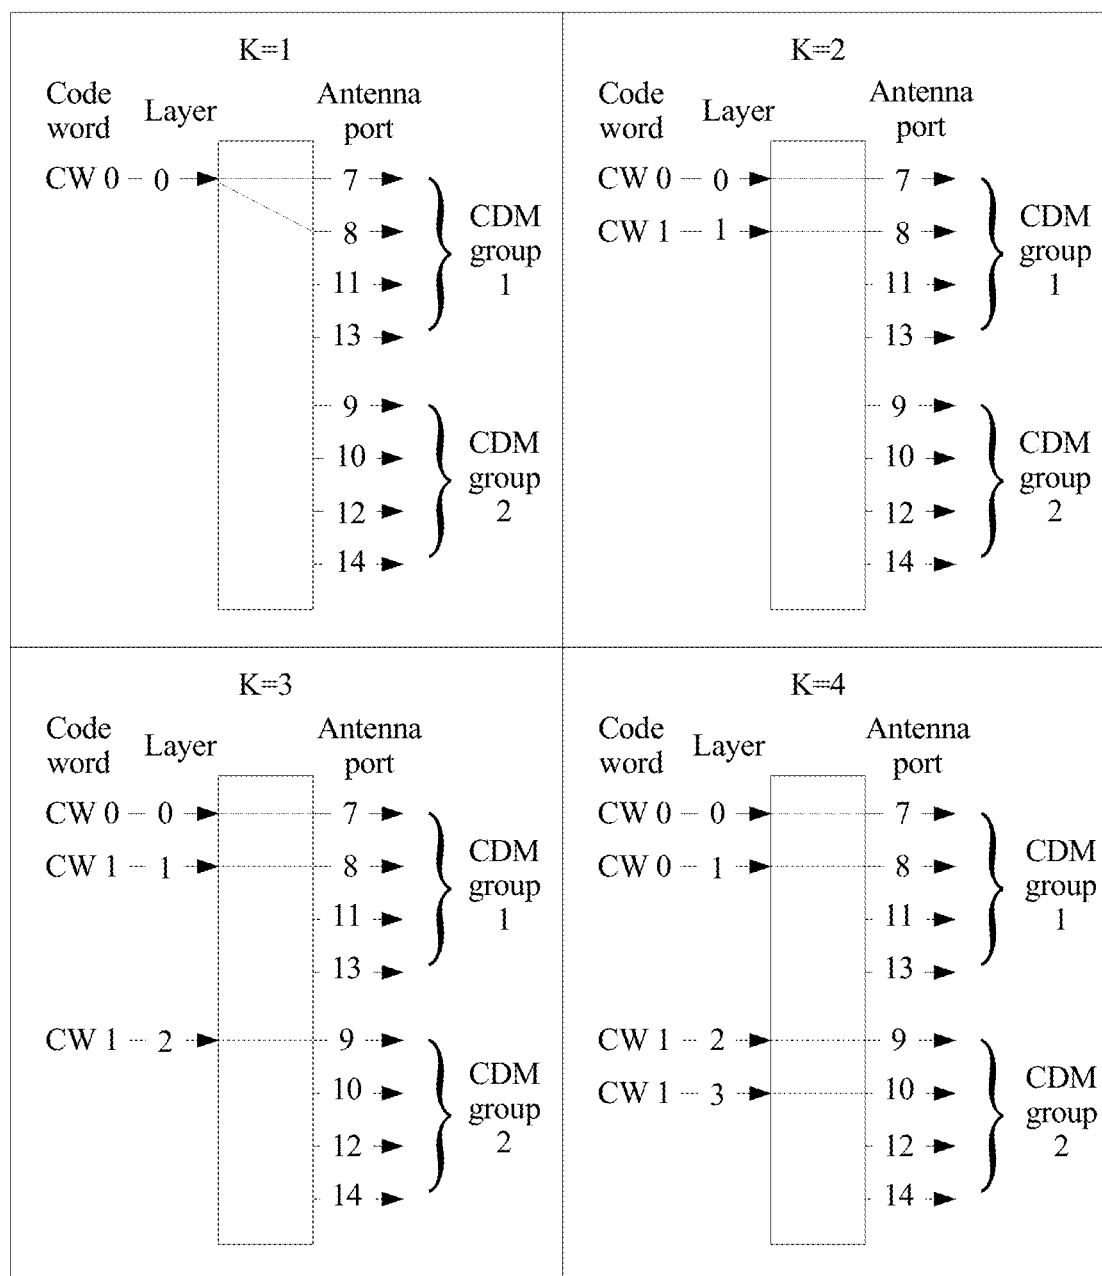 K=1
Code word Layer Antenna port
CW 0 0 7
8
11
13
CDM group 1
9
10
12
14
CDM group 2
K=2
Code word Layer Antenna port
CW 0 0 7
CW 1 1 8
11
13
CDM group 1
9
10
12
14
CDM group 2
K=3
Code word Layer Antenna port
CW 0 0 7
CW 1 1 8
11
13
CDM group 1
CW 1 2 9
10
12
14
CDM group 2
K=4
Code word Layer Antenna port
CW 0 0 7
CW 0 1 8
11
13
CDM group 1
CW 1 2 9
CW 1 3 10
12
14
CDM group 2